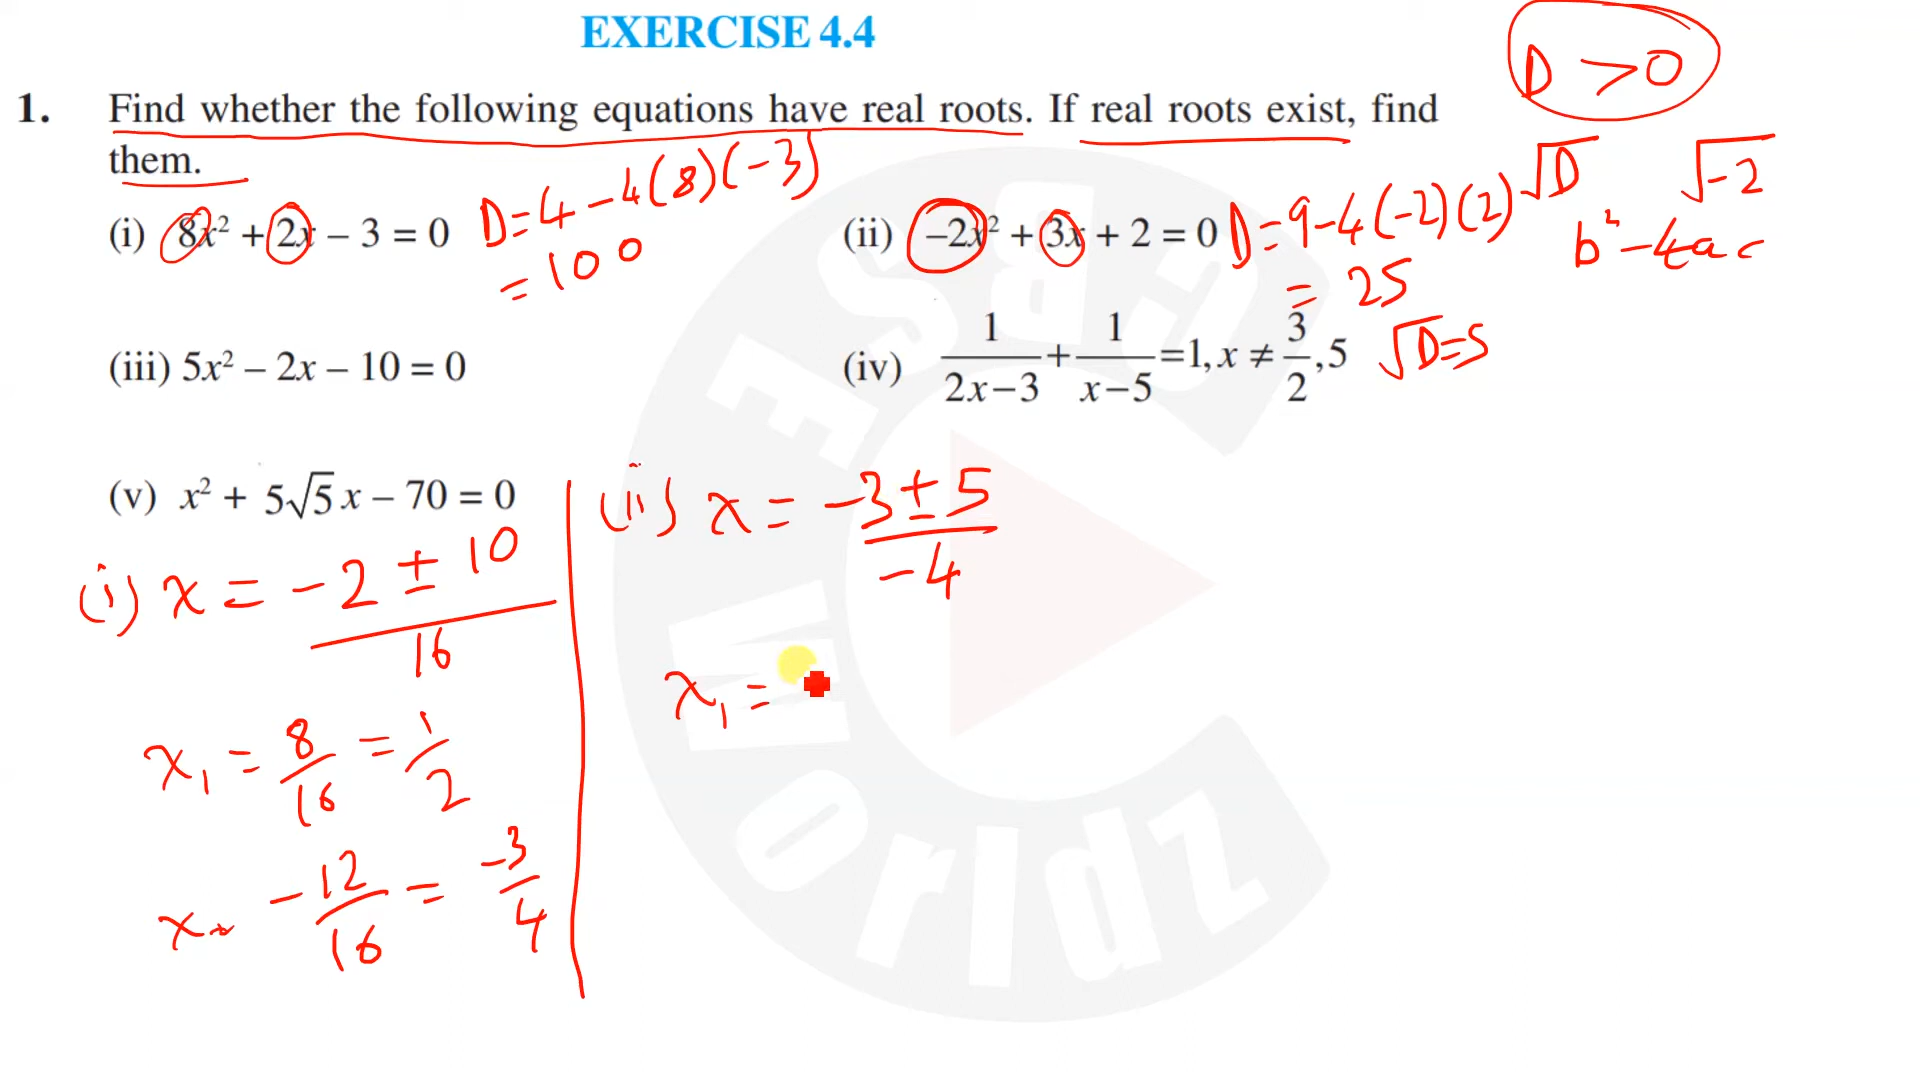 EXERCISE 4.4
D > 0
1. Find whether the following equations have real roots. If real roots exist, find
them.
(i) 8x² + 2x – 3 = 0
D = 4 – 4(8)(–3)
= 100
(ii) –2x² + 3x + 2 = 0
D = 9 – 4(–2)(2)
= 25
√D = 5
√D √–2
b² – 4ac
(iii) 5x² – 2x – 10 = 0
(iv) 1/(2x–3) + 1/(x–5) = 1, x ≠ 3/2, 5
(v) x² + 5√5 x – 70 = 0
(i) x = –2 ± 10 / 16
x₁ = 8/16 = 1/2
x₂ –12/16 = –3/4
(ii) x = –3 ± 5 / –4
x₁ =
CBSE
Worldz